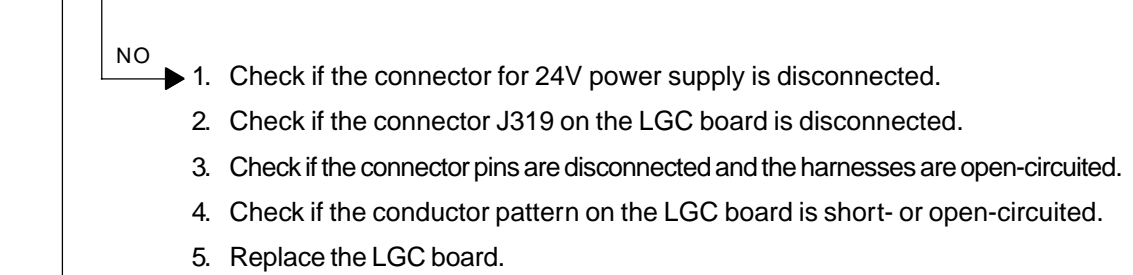 NO
1. Check if the connector for 24V power supply is disconnected.
2. Check if the connector J319 on the LGC board is disconnected.
3. Check if the connector pins are disconnected and the harnesses are open-circuited.
4. Check if the conductor pattern on the LGC board is short- or open-circuited.
5. Replace the LGC board.